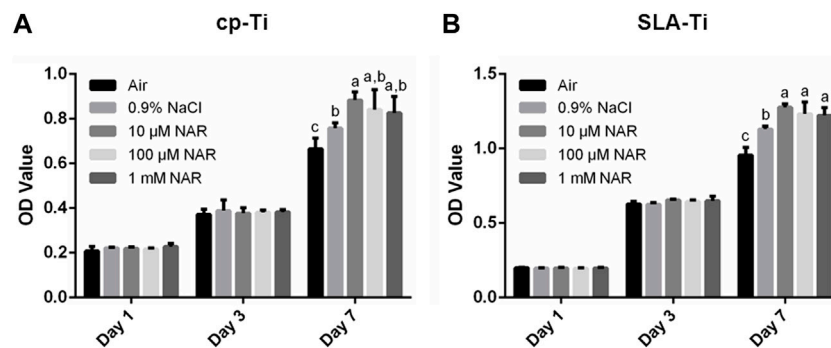 A
cp-Ti
OD Value
1.0
0.8
0.6
0.4
0.2
0.0
Air
0.9% NaCl
10 μM NAR
100 μM NAR
1 mM NAR
c
b
a
a,b
a,b
Day 1
Day 3
Day 7
B
SLA-Ti
OD Value
1.5
1.0
0.5
0.0
Air
0.9% NaCl
10 μM NAR
100 μM NAR
1 mM NAR
c
b
a
a
a
Day 1
Day 3
Day 7